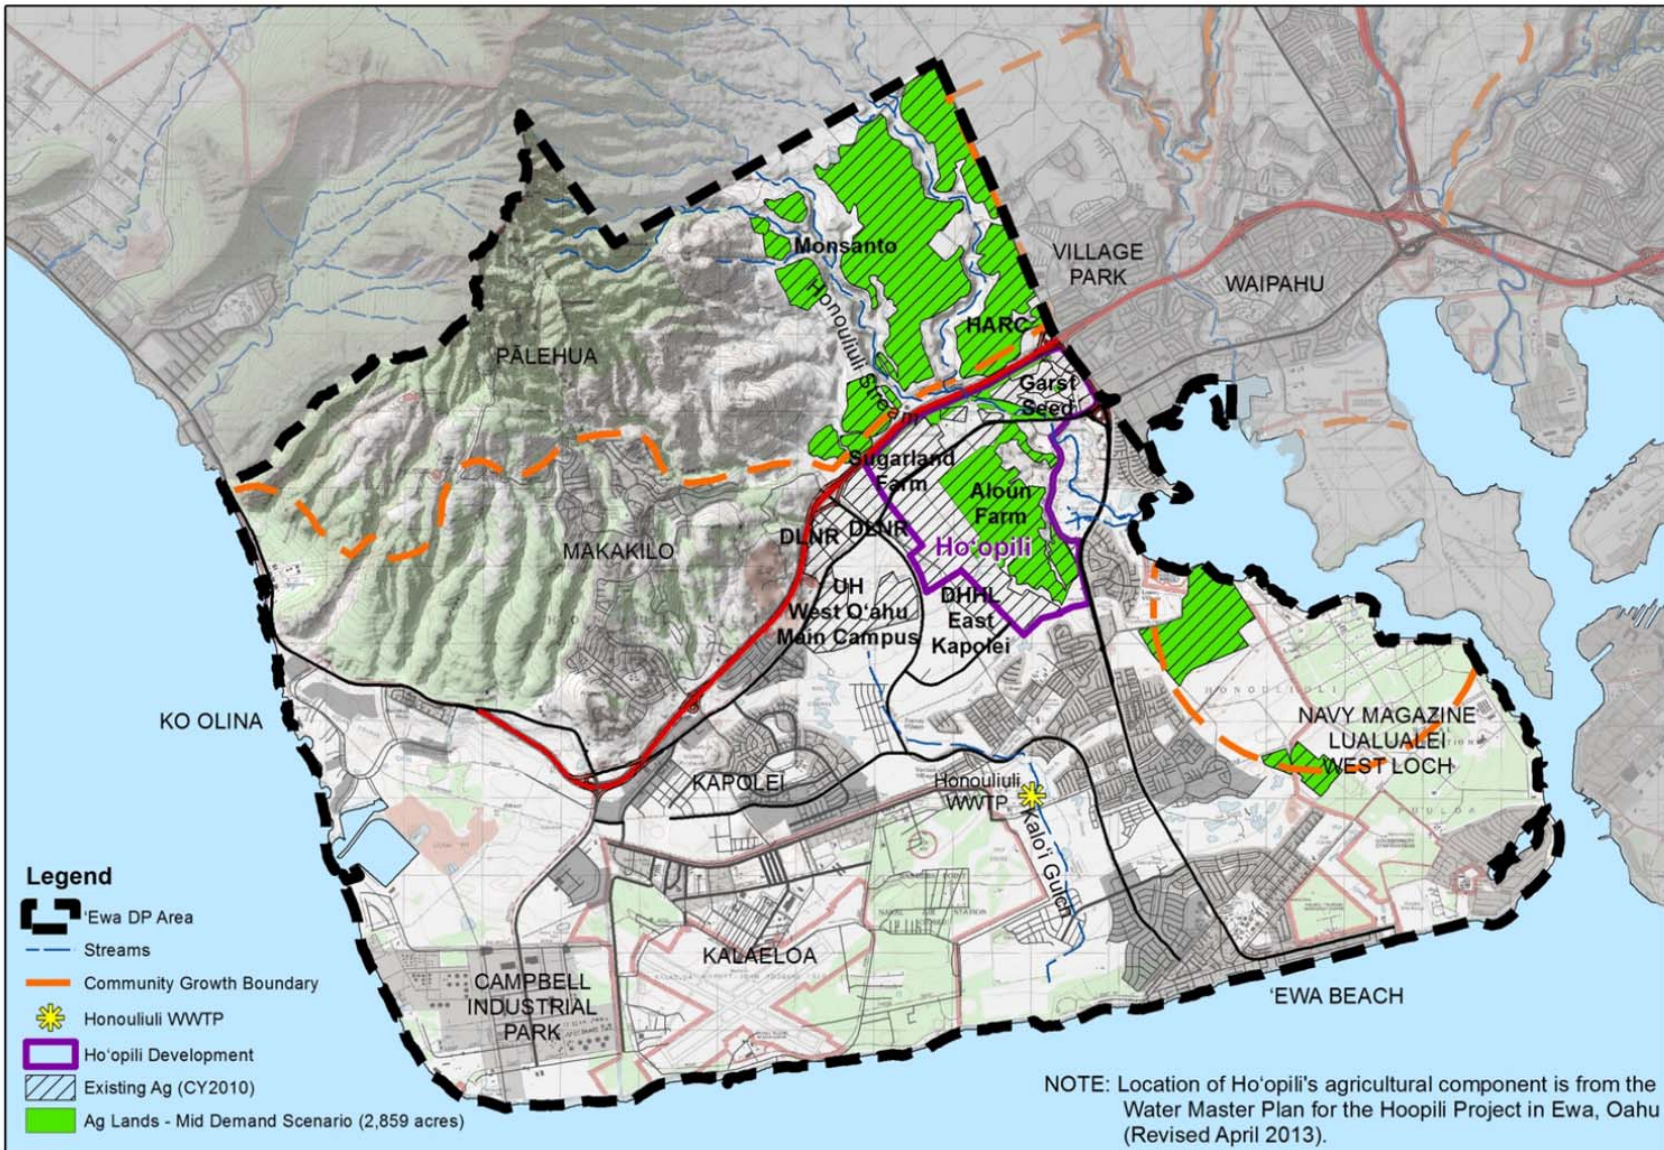 VILLAGE
PARK
WAIPAHU
Monsanto
Honouliuli Stream
HARC
PĀLEHUA
Garst
Seed
Sugarland
Farm
Aloun
Farm
DLNR
DLNR
MAKAKILO
Ho‘opili
UH
West O‘ahu
Main Campus
DHHL
East
Kapolei
HONOULIULI
KO OLINA
NAVY MAGAZINE
LUALUALEI
WEST LOCH
KAPOLEI
Honouliuli
WWTP
Kalo‘i Gulch
KALAELOA
CAMPBELL
INDUSTRIAL
PARK
‘EWA BEACH
Legend
‘Ewa DP Area
Streams
Community Growth Boundary
Honouliuli WWTP
Ho‘opili Development
Existing Ag (CY2010)
Ag Lands - Mid Demand Scenario (2,859 acres)
NOTE: Location of Ho‘opili's agricultural component is from the
Water Master Plan for the Hoopili Project in Ewa, Oahu
(Revised April 2013).